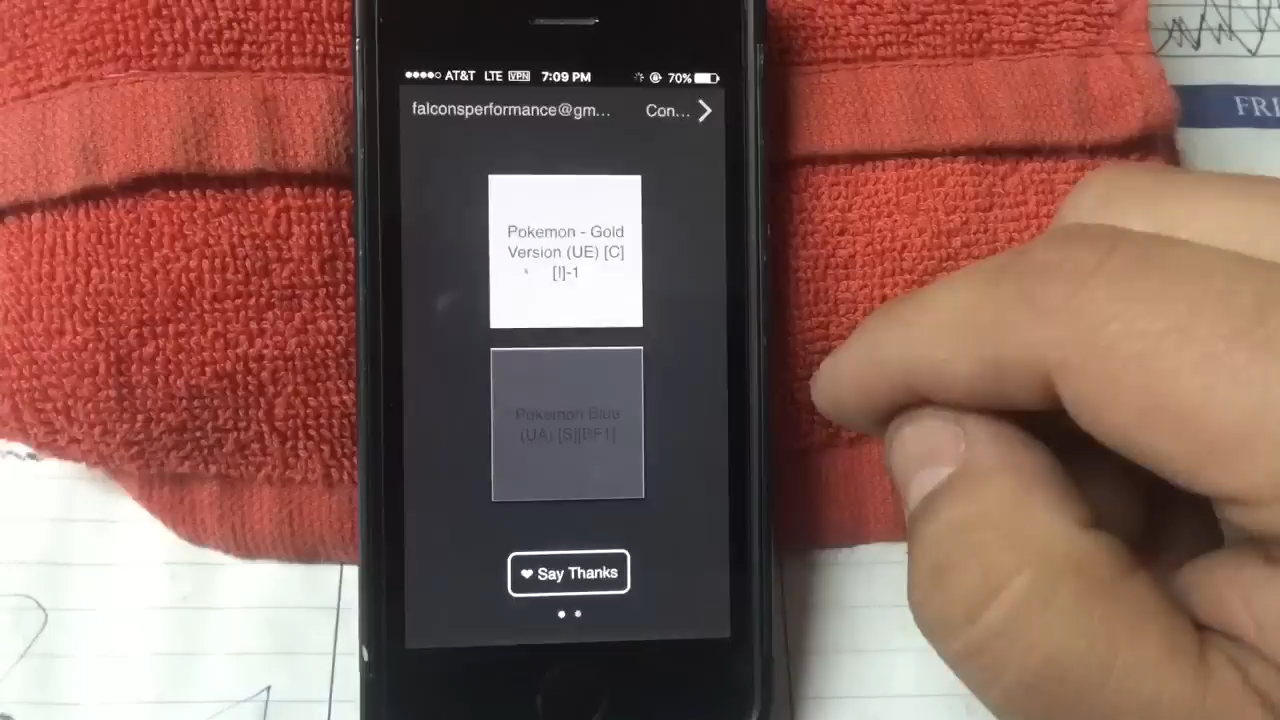 AT&T LTE VPN 7:09 PM 70%
falconsperformance@gm... Con...
Pokemon - Gold
Version (UE) [C]
[!]-1
Pokemon Blue
(UA) [S][BF1]
❤ Say Thanks
FRI